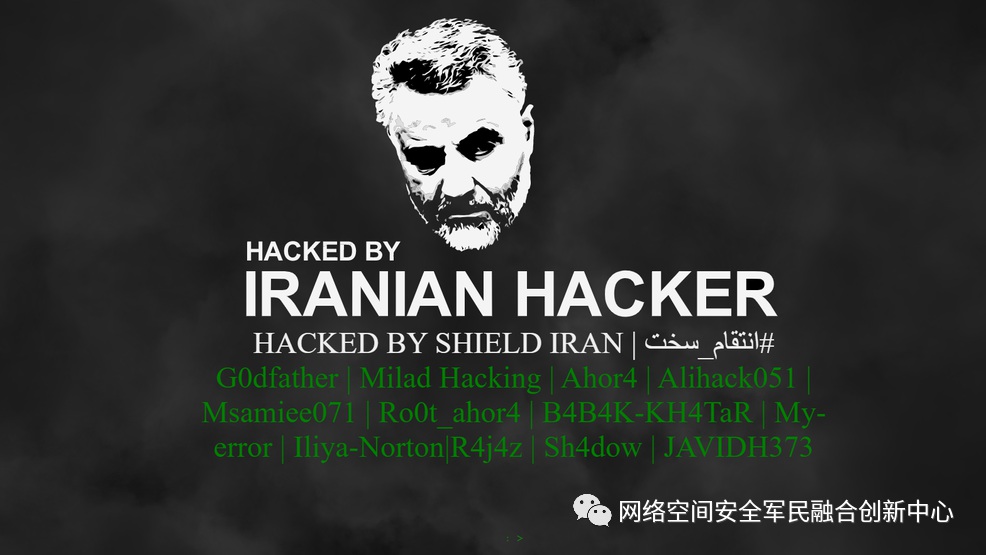 HACKED BY
IRANIAN HACKER
HACKED BY SHIELD IRAN | #انتقام_سخت
G0dfather | Milad Hacking | Ahor4 | Alihack051 |
Msamiee071 | Ro0t_ahor4 | B4B4K-KH4TaR | My-
error | Iliya-Norton|R4j4z | Sh4dow | JAVIDH373
网络空间安全军民融合创新中心
: >